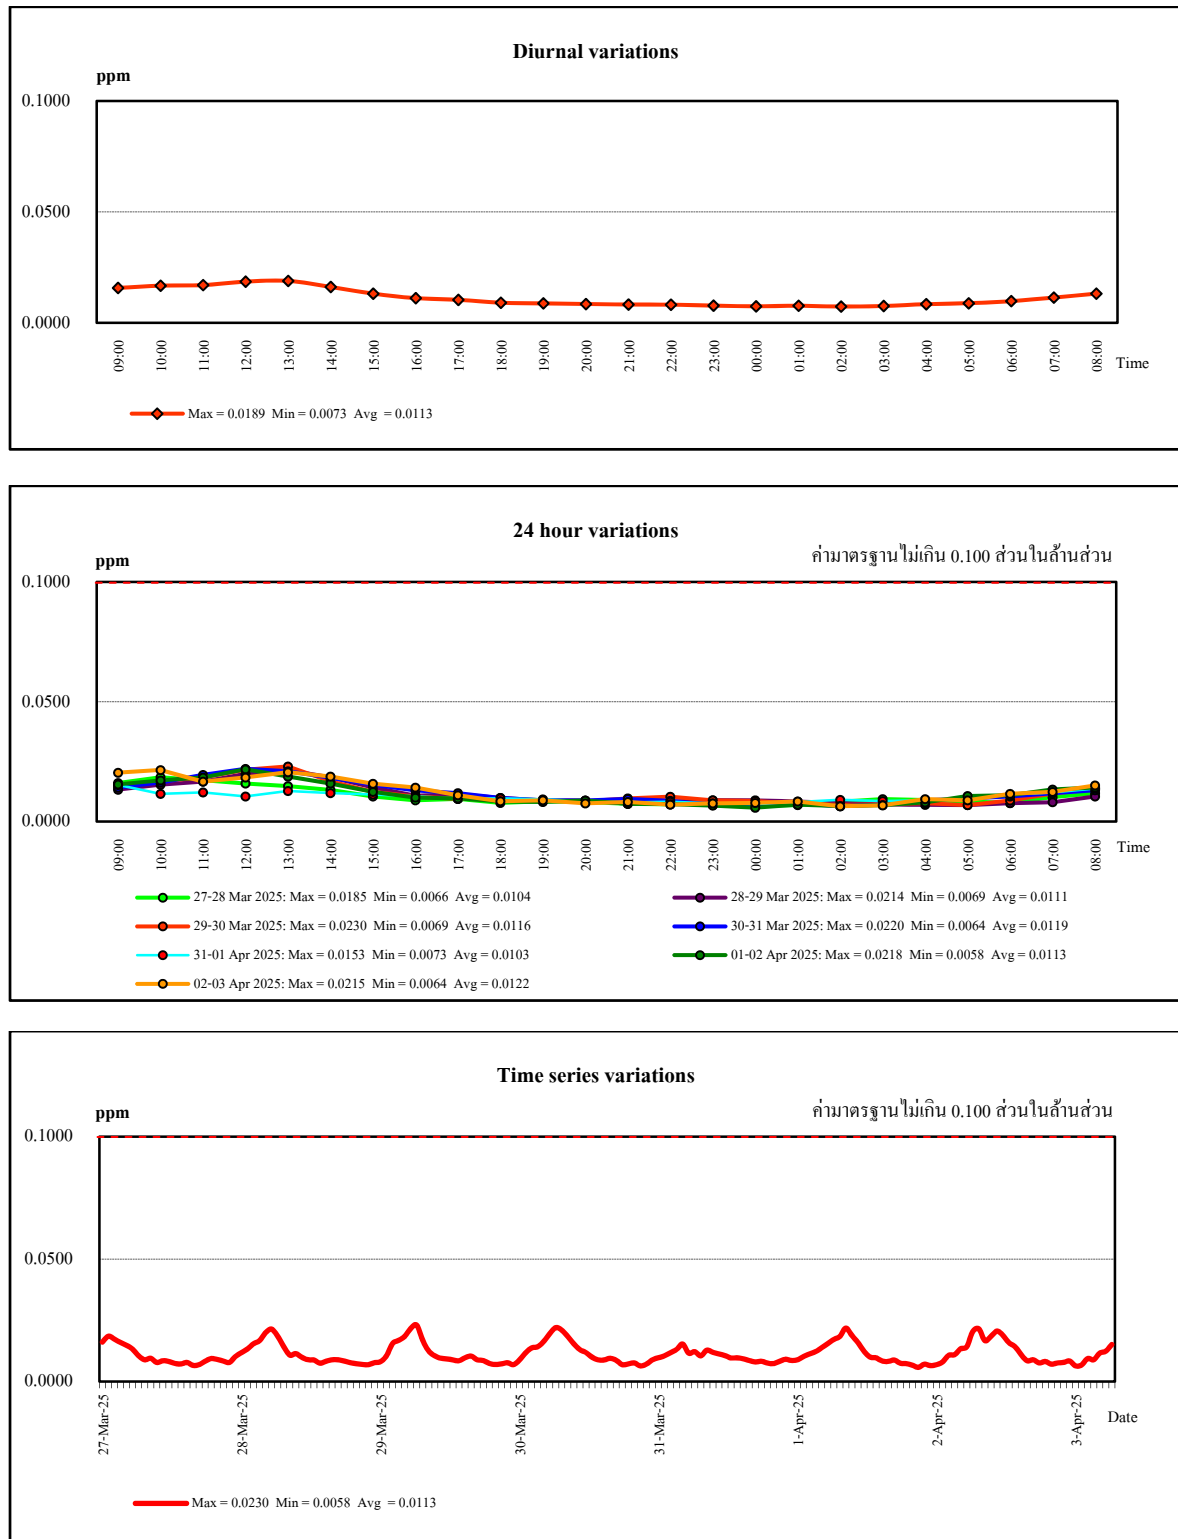 Diurnal variations
ppm
0.1000
0.0500
0.0000
09:00 10:00 11:00 12:00 13:00 14:00 15:00 16:00 17:00 18:00 19:00 20:00 21:00 22:00 23:00 00:00 01:00 02:00 03:00 04:00 05:00 06:00 07:00 08:00 Time
Max = 0.0189 Min = 0.0073 Avg = 0.0113
24 hour variations
ค่ามาตรฐานไม่เกิน 0.100 ส่วนในล้านส่วน
ppm
0.1000
0.0500
0.0000
09:00 10:00 11:00 12:00 13:00 14:00 15:00 16:00 17:00 18:00 19:00 20:00 21:00 22:00 23:00 00:00 01:00 02:00 03:00 04:00 05:00 06:00 07:00 08:00 Time
27-28 Mar 2025: Max = 0.0185 Min = 0.0066 Avg = 0.0104
28-29 Mar 2025: Max = 0.0214 Min = 0.0069 Avg = 0.0111
29-30 Mar 2025: Max = 0.0230 Min = 0.0069 Avg = 0.0116
30-31 Mar 2025: Max = 0.0220 Min = 0.0064 Avg = 0.0119
31-01 Apr 2025: Max = 0.0153 Min = 0.0073 Avg = 0.0103
01-02 Apr 2025: Max = 0.0218 Min = 0.0058 Avg = 0.0113
02-03 Apr 2025: Max = 0.0215 Min = 0.0064 Avg = 0.0122
Time series variations
ค่ามาตรฐานไม่เกิน 0.100 ส่วนในล้านส่วน
ppm
0.1000
0.0500
0.0000
27-Mar-25 28-Mar-25 29-Mar-25 30-Mar-25 31-Mar-25 1-Apr-25 2-Apr-25 3-Apr-25 Date
Max = 0.0230 Min = 0.0058 Avg = 0.0113